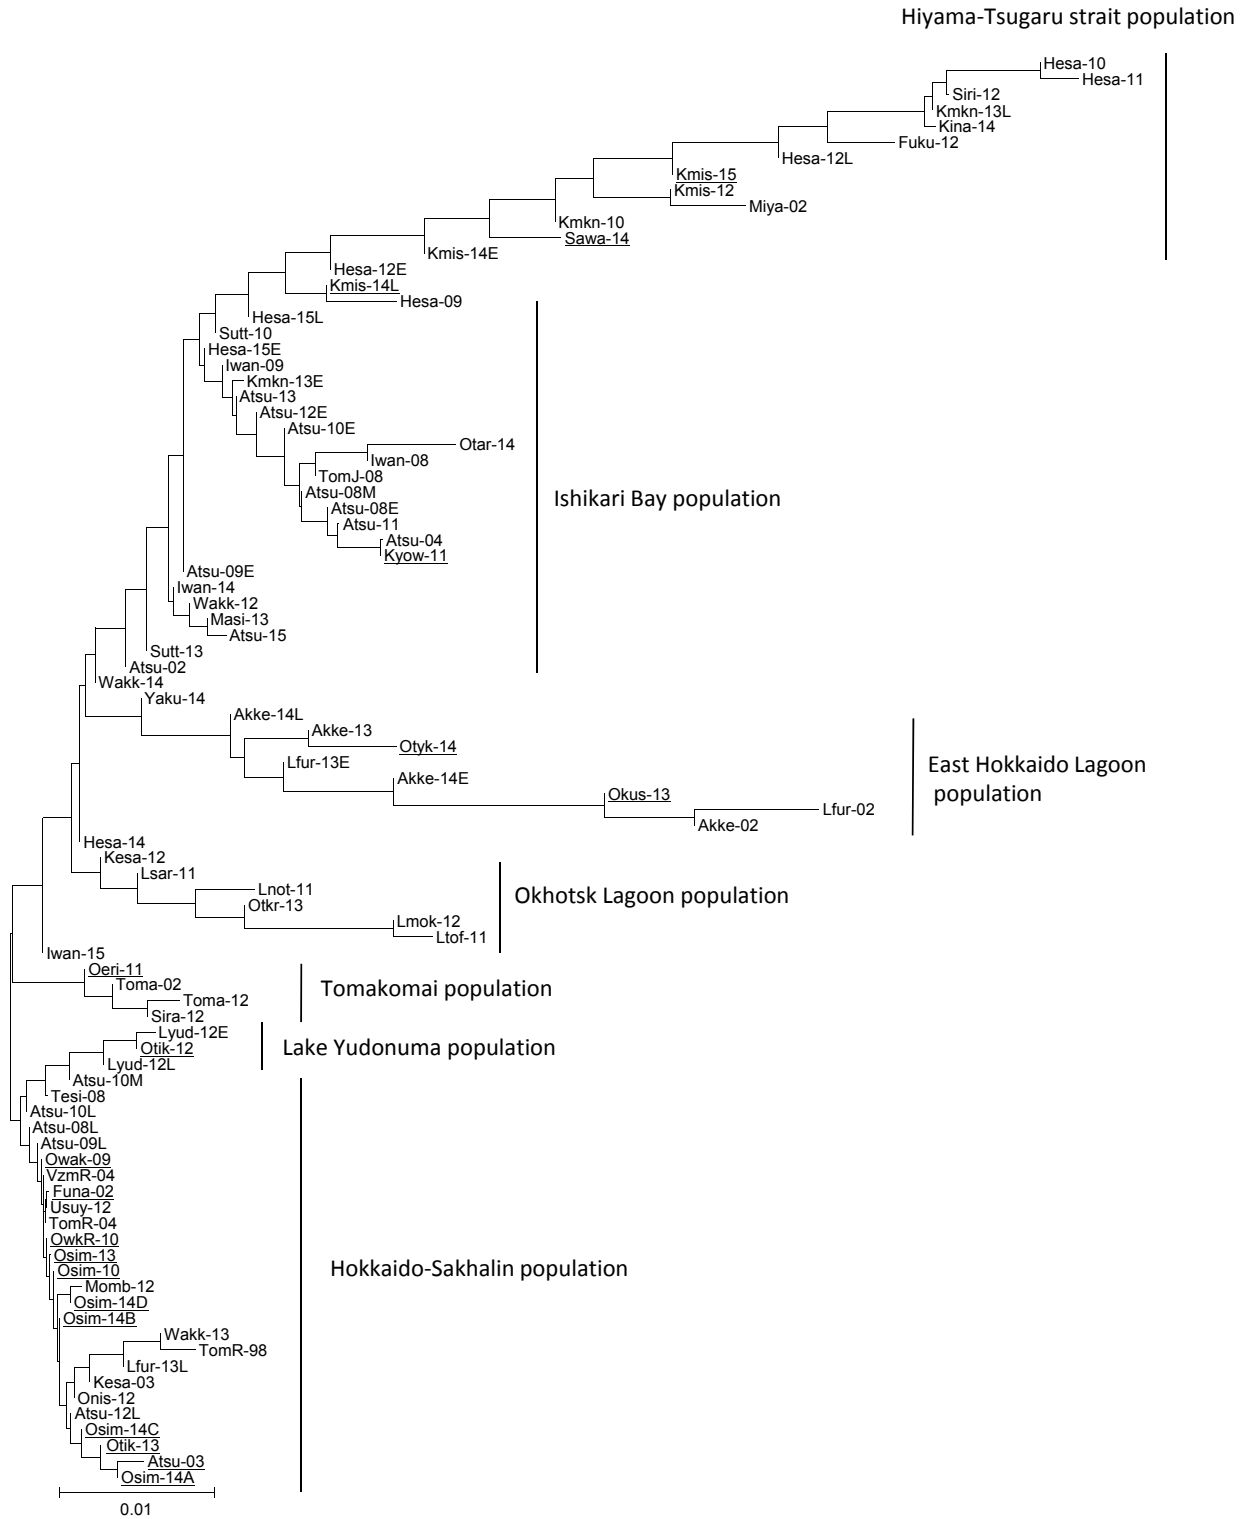 Hiyama-Tsugaru strait population
Hesa-10
Hesa-11
Siri-12
Kmkn-13L
Kina-14
Fuku-12
Hesa-12L
Kmis-15
Kmis-12
Miya-02
Kmkn-10
Sawa-14
Kmis-14E
Hesa-12E
Kmis-14L
Hesa-09
Hesa-15L
Sutt-10
Hesa-15E
Iwan-09
Kmkn-13E
Atsu-13
Atsu-12E
Atsu-10E
Otar-14
Iwan-08
TomJ-08
Atsu-08M
Ishikari Bay population
Atsu-08E
Atsu-11
Atsu-04
Kyow-11
Atsu-09E
Iwan-14
Wakk-12
Masi-13
Atsu-15
Sutt-13
Atsu-02
Wakk-14
Yaku-14
Akke-14L
Akke-13
Otyk-14
Lfur-13E
East Hokkaido Lagoon
population
Akke-14E
Okus-13
Lfur-02
Akke-02
Hesa-14
Kesa-12
Lsar-11
Lnot-11
Okhotsk Lagoon population
Otkr-13
Lmok-12
Ltof-11
Iwan-15
Oeri-11
Toma-02
Tomakomai population
Toma-12
Sira-12
Lyud-12E
Otik-12
Lake Yudonuma population
Lyud-12L
Atsu-10M
Tesi-08
Atsu-10L
Atsu-08L
Atsu-09L
Owak-09
VzmR-04
Funa-02
Usuy-12
TomR-04
OwkR-10
Osim-13
Osim-10
Hokkaido-Sakhalin population
Momb-12
Osim-14D
Osim-14B
Wakk-13
TomR-98
Lfur-13L
Kesa-03
Onis-12
Atsu-12L
Osim-14C
Otik-13
Atsu-03
Osim-14A
0.01